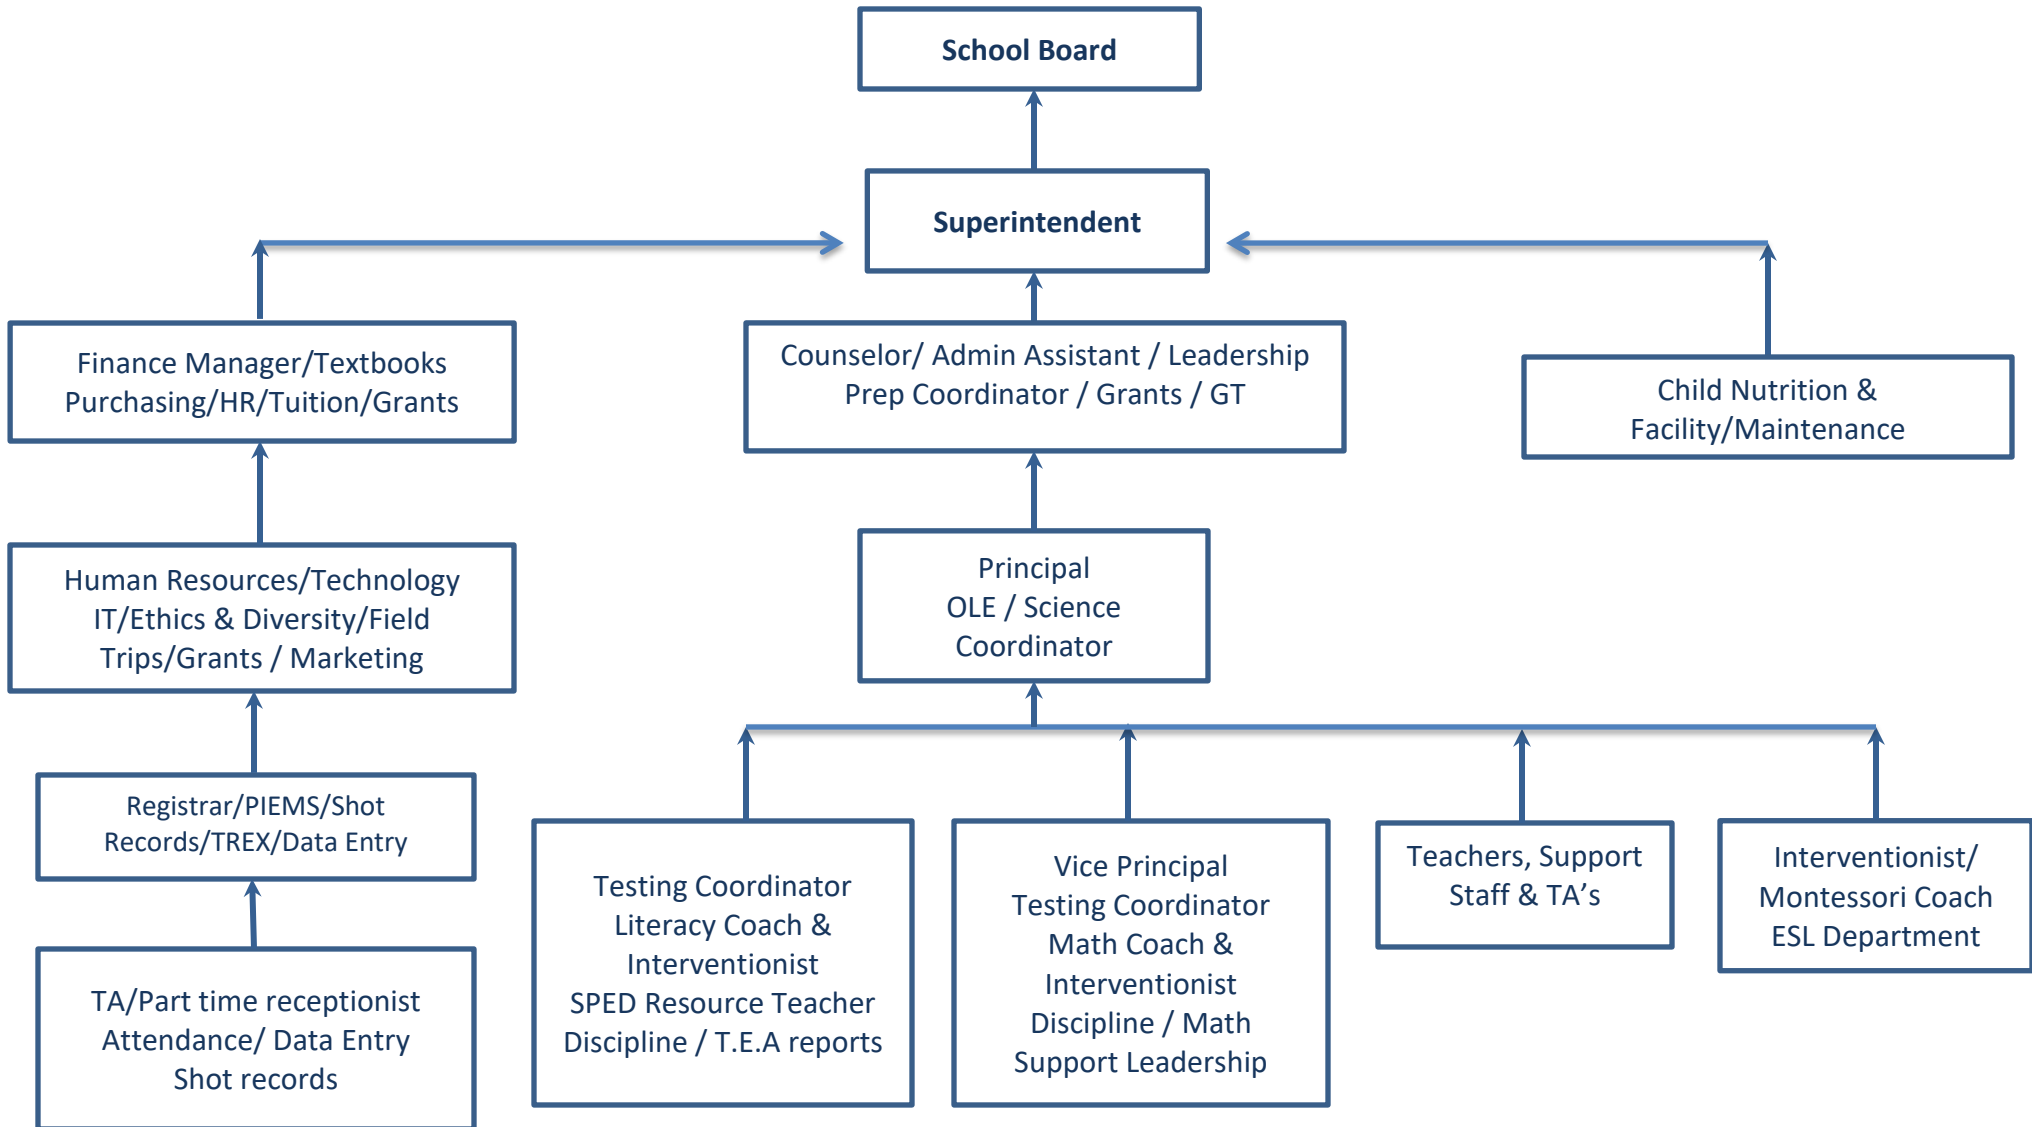 School Board
Superintendent
Finance Manager/Textbooks
Purchasing/HR/Tuition/Grants
Counselor/ Admin Assistant / Leadership
Prep Coordinator / Grants / GT
Child Nutrition &
Facility/Maintenance
Human Resources/Technology
IT/Ethics & Diversity/Field
Trips/Grants / Marketing
Principal
OLE / Science
Coordinator
Registrar/PIEMS/Shot
Records/TREX/Data Entry
TA/Part time receptionist
Attendance/ Data Entry
Shot records
Testing Coordinator
Literacy Coach &
Interventionist
SPED Resource Teacher
Discipline / T.E.A reports
Vice Principal
Testing Coordinator
Math Coach &
Interventionist
Discipline / Math
Support Leadership
Teachers, Support
Staff & TA’s
Interventionist/
Montessori Coach
ESL Department